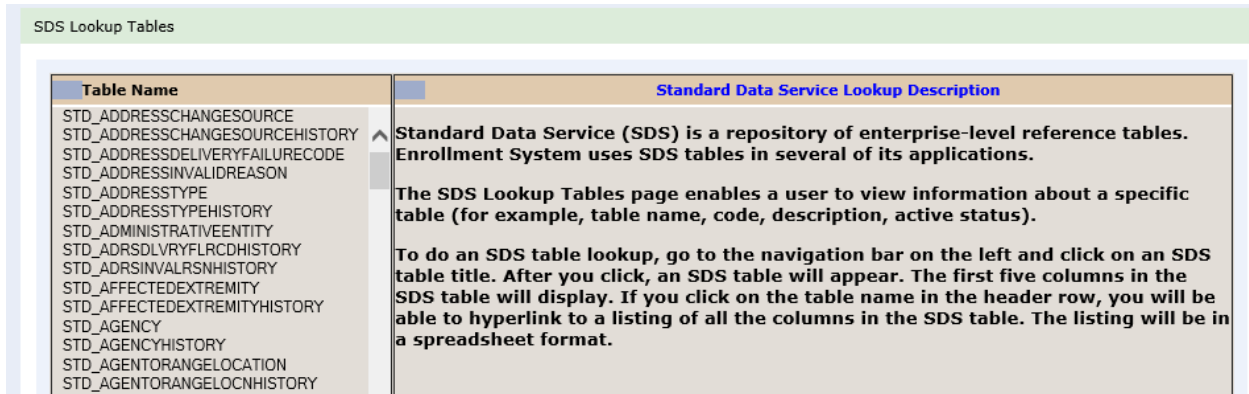 SDS Lookup Tables
Table Name
STD_ADDRESSCHANGESOURCE
STD_ADDRESSCHANGESOURCEHISTORY
STD_ADDRESSDELIVERYFAILURECODE
STD_ADDRESSINVALIDREASON
STD_ADDRESSTYPE
STD_ADDRESSTYPEHISTORY
STD_ADMINISTRATIVEENTITY
STD_ADRSDLVRYFLRCDHISTORY
STD_ADRSINVALRSNHISTORY
STD_AFFECTEDEXTREMITY
STD_AFFECTEDEXTREMITYHISTORY
STD_AGENCY
STD_AGENCYHISTORY
STD_AGENTORANGELOCATION
STD_AGENTORANGELOCNHISTORY
Standard Data Service Lookup Description
Standard Data Service (SDS) is a repository of enterprise-level reference tables.
Enrollment System uses SDS tables in several of its applications.
The SDS Lookup Tables page enables a user to view information about a specific
table (for example, table name, code, description, active status).
To do an SDS table lookup, go to the navigation bar on the left and click on an SDS
table title. After you click, an SDS table will appear. The first five columns in the
SDS table will display. If you click on the table name in the header row, you will be
able to hyperlink to a listing of all the columns in the SDS table. The listing will be in
a spreadsheet format.